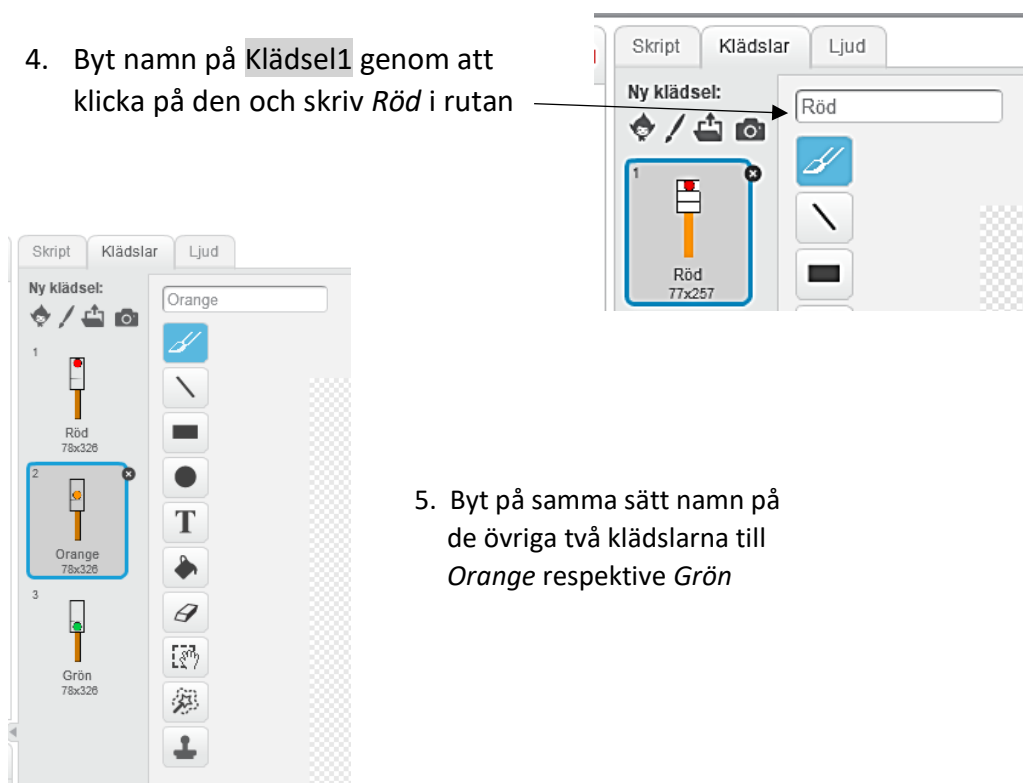 4. Byt namn på Klädsel1 genom att
klicka på den och skriv Röd i rutan
Skript Klädslar Ljud
Ny klädsel:
Röd
1
Röd
77x257
Skript Klädslar Ljud
Ny klädsel:
Orange
1
Röd
78x326
2
Orange
78x326
3
Grön
78x326
T
5. Byt på samma sätt namn på
de övriga två klädslarna till
Orange respektive Grön